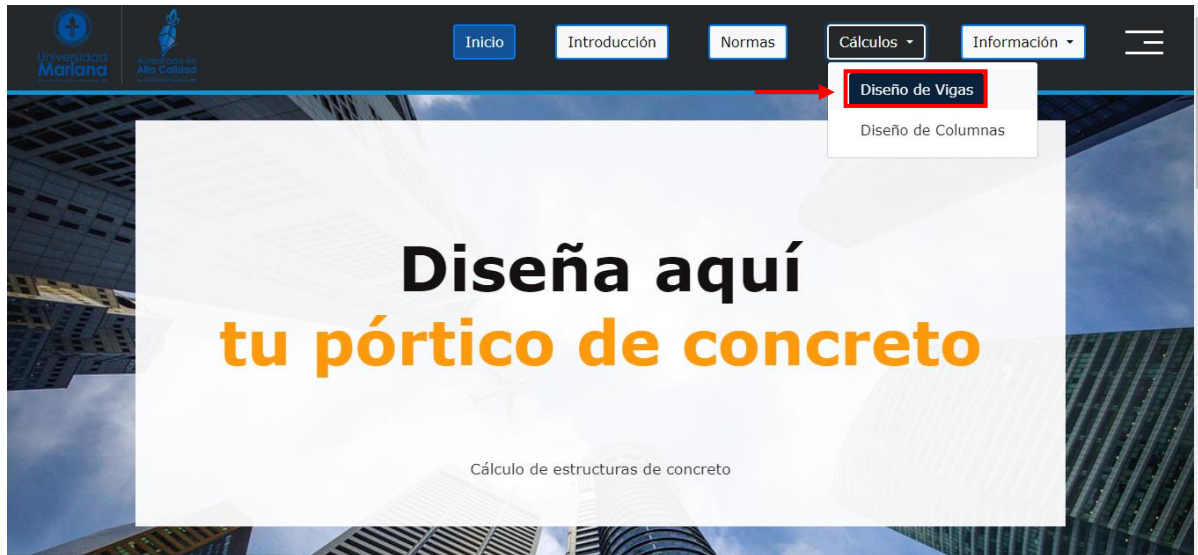 Universidad
Mariana
Acreditada en
Alta Calidad
Inicio
Introducción
Normas
Cálculos
Información
Diseño de Vigas
Diseño de Columnas
Diseña aquí
tu pórtico de concreto
Cálculo de estructuras de concreto